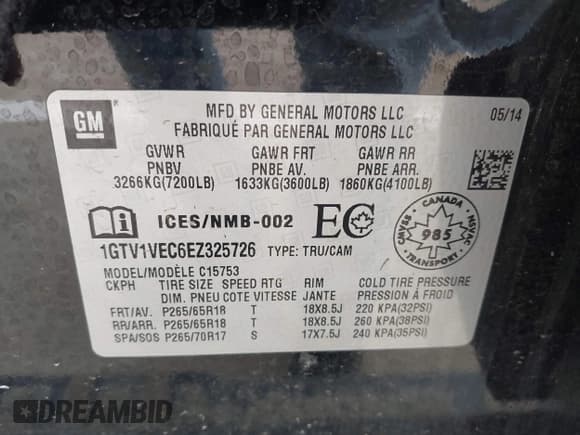 GM
MFD BY GENERAL MOTORS LLC
FABRIQUÉ PAR GENERAL MOTORS LLC
05/14
GVWR GAWR FRT GAWR RR
PNBV PNBE AV. PNBE AR.
3266KG(7200LB) 1633KG(3600LB) 1860KG(4100LB)
ICES/NMB-002 EC
CANADA
CMVSS 985 NSVAC
TRANSPORT
1GTV1VEC6EZ325726 TYPE: TRU/CAM
MODEL/MODÈLE C15753
CKPH TIRE SIZE SPEED RTG RIM COLD TIRE PRESSURE
DIM. PNEU COTE VITESSE JANTE PRESSION À FROID
FRT/AV. P265/65R18 T 18X8.5J 220 KPA(32PSI)
RR/ARR. P265/65R18 T 18X8.5J 260 KPA(38PSI)
SPA/SOS P265/70R17 S 17X7.5J 240 KPA(35PSI)
DREAMBID